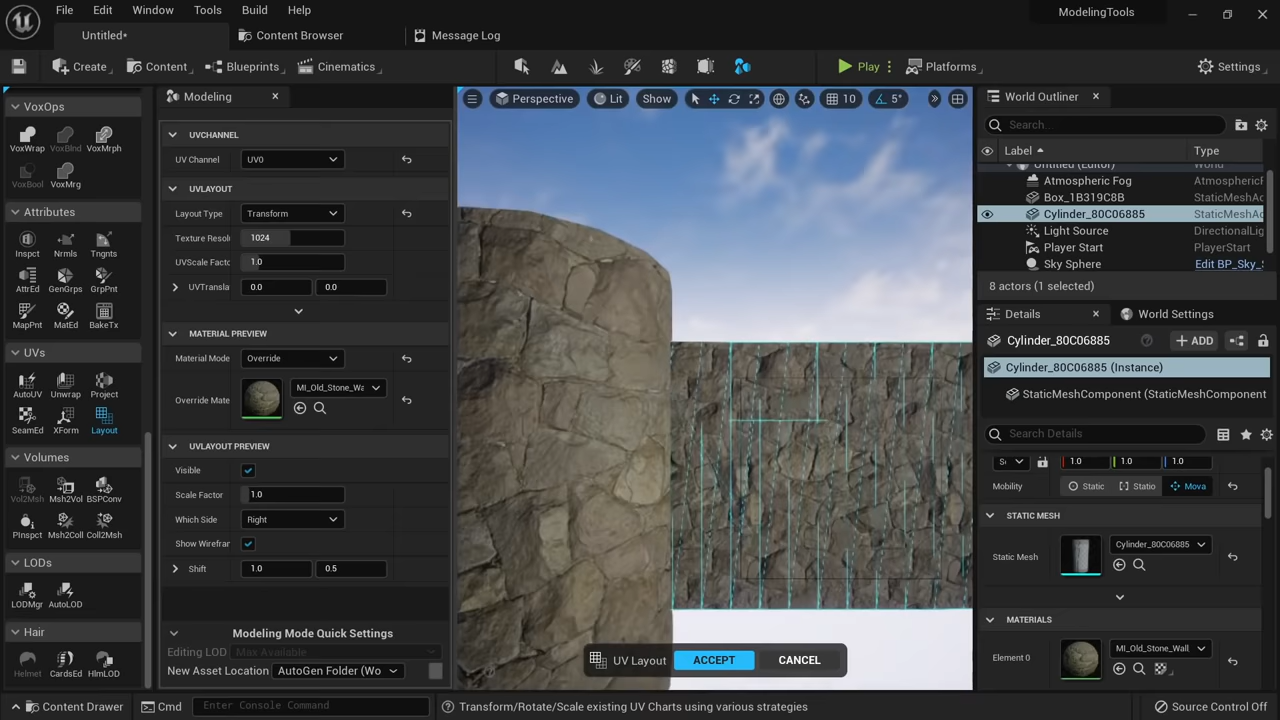 File Edit Window Tools Build Help
ModelingTools
Untitled*
Content Browser
Message Log
Create
Content
Blueprints
Cinematics
Play
Platforms
Settings
VoxOps
VoxWrap VoxBlnd VoxMrph
VoxBool VoxMrg
Attributes
Inspct Nrmls Tngnts
AttrEd GenGrps GrpPnt
MapPnt MatEd BakeTx
UVs
AutoUV Unwrap Project
SeamEd XForm Layout
Volumes
Vol2Msh Msh2Vol BSPConv
PInspct Msh2Coll Coll2Msh
LODs
LODMgr AutoLOD
Hair
Helmet CardsEd HlmLOD
Modeling
UVCHANNEL
UV Channel UV0
UVLAYOUT
Layout Type Transform
Texture Resol 1024
UVScale Facto 1.0
UVTransla 0.0 0.0
MATERIAL PREVIEW
Material Mode Override
Override Mate MI_Old_Stone_Wa
UVLAYOUT PREVIEW
Visible
Scale Factor 1.0
Which Side Right
Show Wirefran
Shift 1.0 0.5
Modeling Mode Quick Settings
Editing LOD Max Available
New Asset Location AutoGen Folder (Wo
Perspective Lit Show
10 5°
UV Layout ACCEPT CANCEL
World Outliner
Search...
Label Type
Untitled (Editor) World
Atmospheric Fog AtmosphericF
Box_1B319C8B StaticMeshAc
Cylinder_80C06885 StaticMeshAc
Light Source DirectionalLig
Player Start PlayerStart
Sky Sphere Edit BP_Sky_S
8 actors (1 selected)
Details
World Settings
Cylinder_80C06885
ADD
Cylinder_80C06885 (Instance)
StaticMeshComponent (StaticMeshComponent
Search Details
1.0 1.0 1.0
Mobility Static Statio Mova
STATIC MESH
Static Mesh Cylinder_80C06885
MATERIALS
Element 0 MI_Old_Stone_Wall
Content Drawer
Cmd
Enter Console Command
Transform/Rotate/Scale existing UV Charts using various strategies
Source Control Off